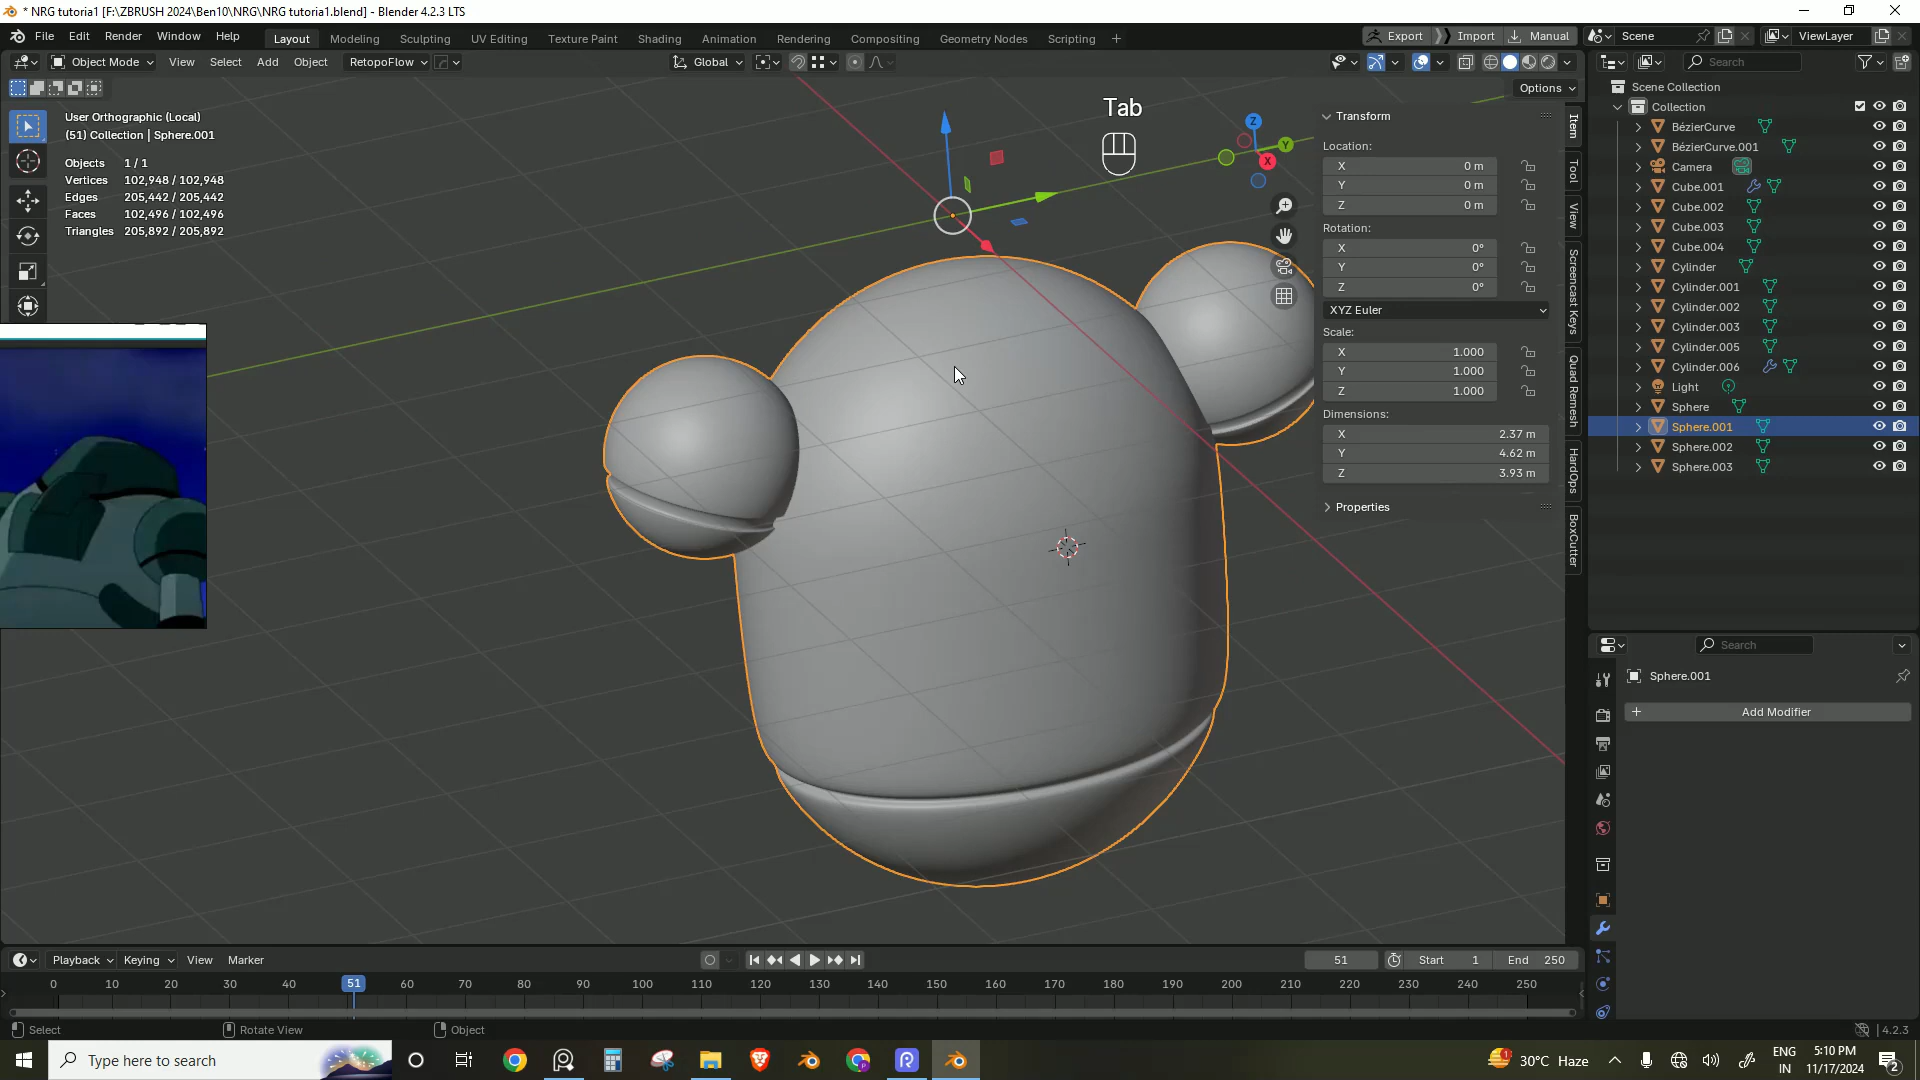 * NRG tutoria1 [F:\ZBRUSH 2024\Ben10\NRG\NRG tutoria1.blend] - Blender 4.2.3 LTS
File Edit Render Window Help Layout Modeling Sculpting UV Editing Texture Paint Shading Animation Rendering Compositing Geometry Nodes Scripting + Export Import Manual Scene ViewLayer
Object Mode View Select Add Object RetopoFlow Global Search
Options
Scene Collection
Collection
BézierCurve
BézierCurve.001
Camera
Cube.001
Cube.002
Cube.003
Cube.004
Cylinder
Cylinder.001
Cylinder.002
Cylinder.003
Cylinder.005
Cylinder.006
Light
Sphere
Sphere.001
Sphere.002
Sphere.003
User Orthographic (Local)
(51) Collection | Sphere.001
Objects 1 / 1
Vertices 102,948 / 102,948
Edges 205,442 / 205,442
Faces 102,496 / 102,496
Triangles 205,892 / 205,892
Tab
Z
Y
X
Transform
Location:
X 0 m
Y 0 m
Z 0 m
Rotation:
X 0°
Y 0°
Z 0°
XYZ Euler
Scale:
X 1.000
Y 1.000
Z 1.000
Dimensions:
X 2.37 m
Y 4.62 m
Z 3.93 m
Properties
Item
Tool
View
Screencast Keys
Quad Remesh
HardOps
BoxCutter
Search
Sphere.001
+ Add Modifier
Playback Keying View Marker 51 Start 1 End 250
0 10 20 30 40 51 60 70 80 90 100 110 120 130 140 150 160 170 180 190 200 210 220 230 240 250
Select Rotate View Object 4.2.3
Type here to search 30°C Haze ENG IN 5:10 PM 11/17/2024 2